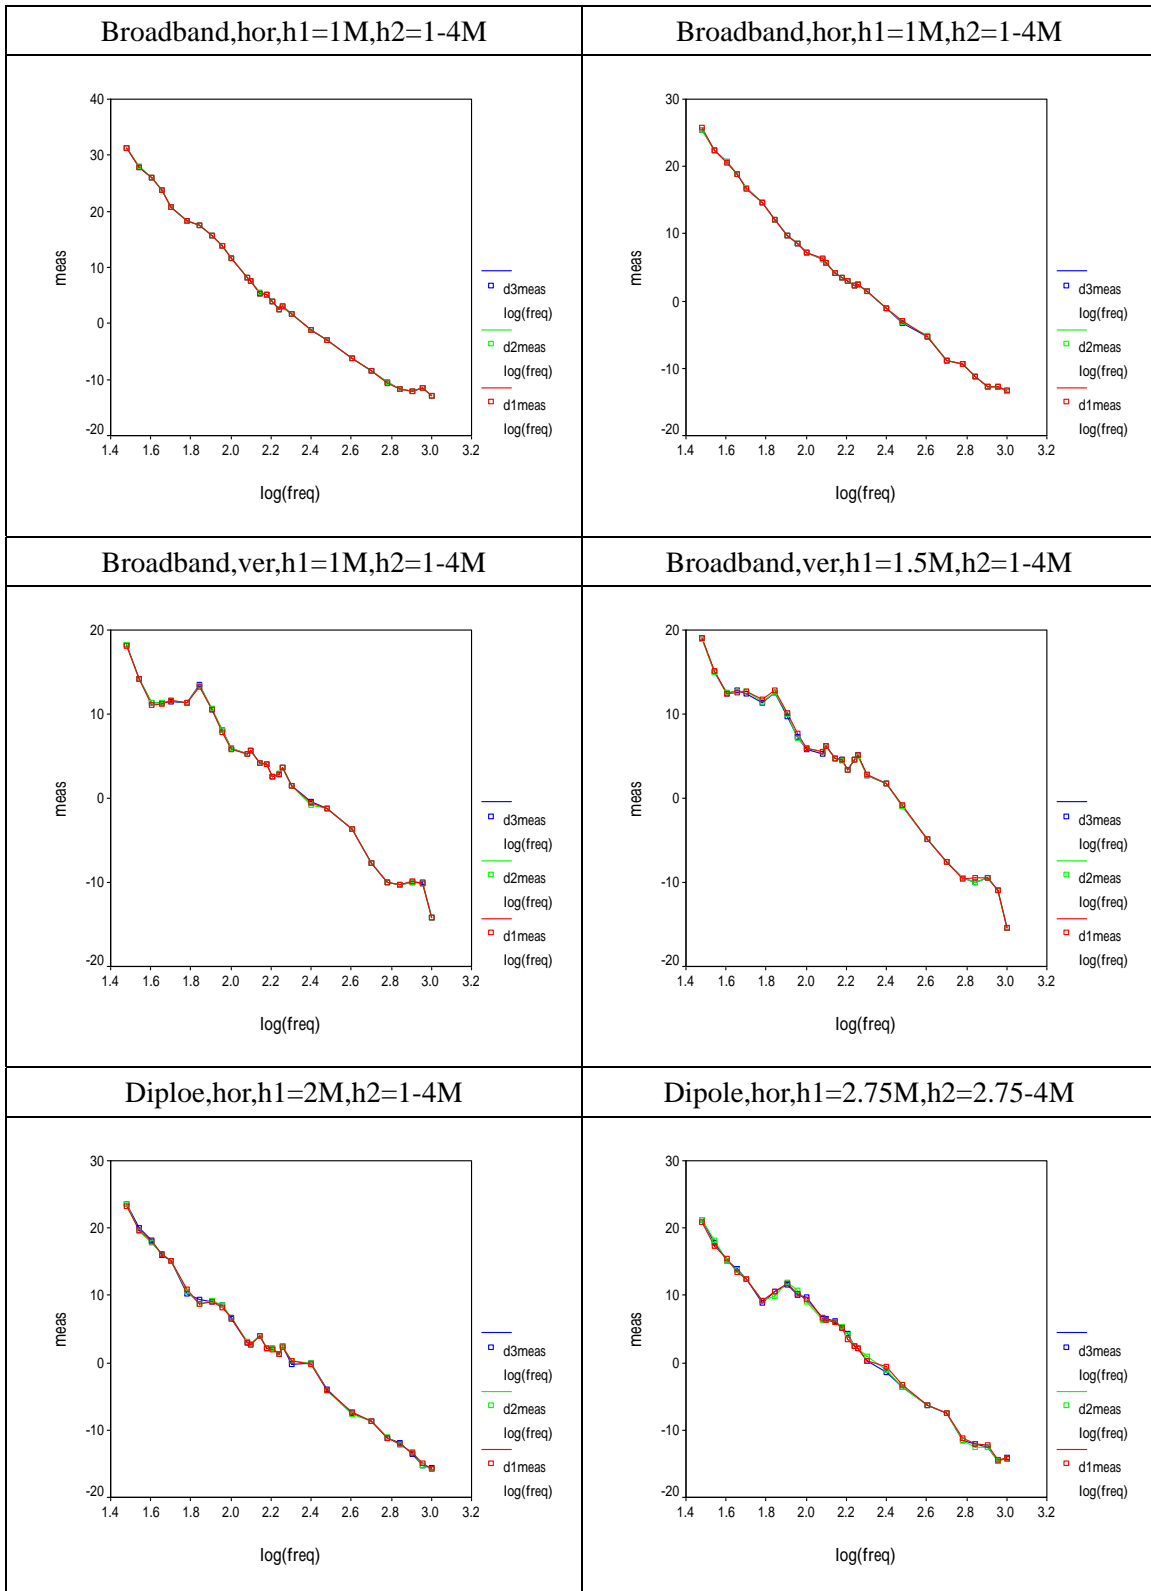 Broadband,hor,h1=1M,h2=1-4M
Broadband,hor,h1=1M,h2=1-4M
40
30
20
10
0
-10
-20
meas
1.4 1.6 1.8 2.0 2.2 2.4 2.6 2.8 3.0 3.2
log(freq)
d3meas
log(freq)
d2meas
log(freq)
d1meas
log(freq)
30
20
10
0
-10
-20
meas
1.4 1.6 1.8 2.0 2.2 2.4 2.6 2.8 3.0 3.2
log(freq)
d3meas
log(freq)
d2meas
log(freq)
d1meas
log(freq)
Broadband,ver,h1=1M,h2=1-4M
Broadband,ver,h1=1.5M,h2=1-4M
20
10
0
-10
-20
meas
1.4 1.6 1.8 2.0 2.2 2.4 2.6 2.8 3.0 3.2
log(freq)
d3meas
log(freq)
d2meas
log(freq)
d1meas
log(freq)
20
10
0
-10
-20
meas
1.4 1.6 1.8 2.0 2.2 2.4 2.6 2.8 3.0 3.2
log(freq)
d3meas
log(freq)
d2meas
log(freq)
d1meas
log(freq)
Diploe,hor,h1=2M,h2=1-4M
Dipole,hor,h1=2.75M,h2=2.75-4M
30
20
10
0
-10
-20
meas
1.4 1.6 1.8 2.0 2.2 2.4 2.6 2.8 3.0 3.2
log(freq)
d3meas
log(freq)
d2meas
log(freq)
d1meas
log(freq)
30
20
10
0
-10
-20
meas
1.4 1.6 1.8 2.0 2.2 2.4 2.6 2.8 3.0 3.2
log(freq)
d3meas
log(freq)
d2meas
log(freq)
d1meas
log(freq)